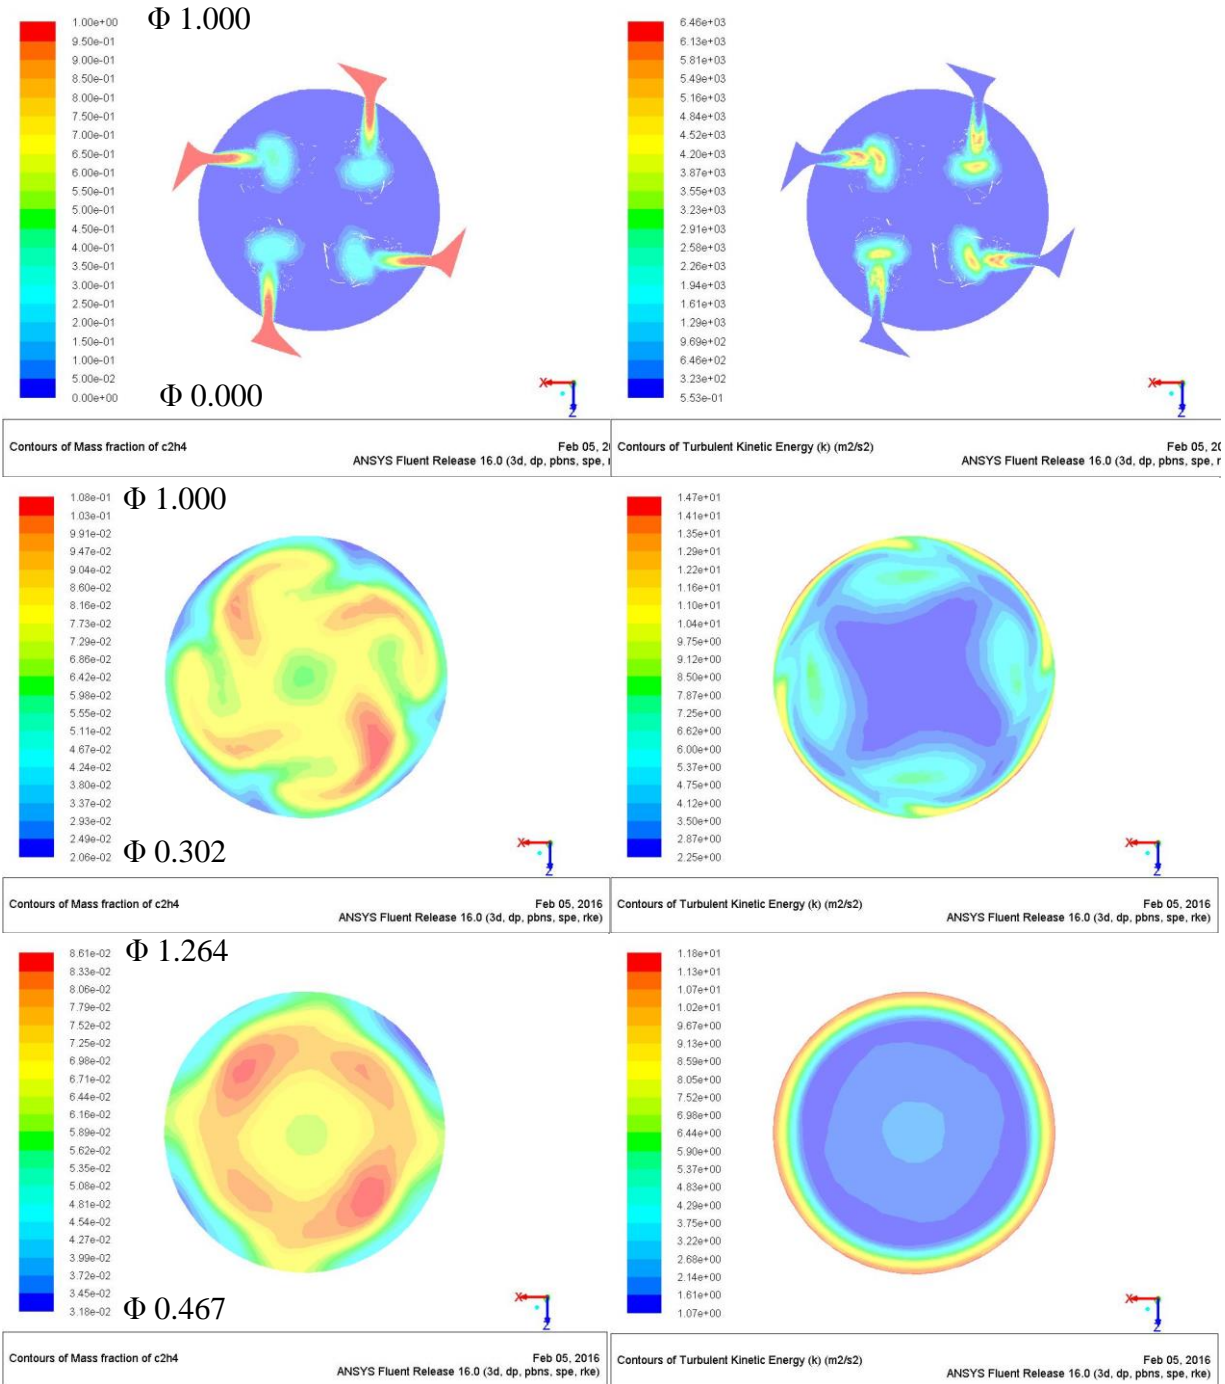 Φ 1.000
1.00e+00
9.50e-01
9.00e-01
8.50e-01
8.00e-01
7.50e-01
7.00e-01
6.50e-01
6.00e-01
5.50e-01
5.00e-01
4.50e-01
4.00e-01
3.50e-01
3.00e-01
2.50e-01
2.00e-01
1.50e-01
1.00e-01
5.00e-02
0.00e+00
Φ 0.000
X
Z
Contours of Mass fraction of c2h4
Feb 05, 20
ANSYS Fluent Release 16.0 (3d, dp, pbns, spe, r
6.46e+03
6.13e+03
5.81e+03
5.49e+03
5.16e+03
4.84e+03
4.52e+03
4.20e+03
3.87e+03
3.55e+03
3.23e+03
2.91e+03
2.58e+03
2.26e+03
1.94e+03
1.61e+03
1.29e+03
9.69e+02
6.46e+02
3.23e+02
5.53e-01
X
Z
Contours of Turbulent Kinetic Energy (k) (m2/s2)
Feb 05, 20
ANSYS Fluent Release 16.0 (3d, dp, pbns, spe, r
Φ 1.000
1.08e-01
1.03e-01
9.91e-02
9.47e-02
9.04e-02
8.60e-02
8.16e-02
7.73e-02
7.29e-02
6.86e-02
6.42e-02
5.98e-02
5.55e-02
5.11e-02
4.67e-02
4.24e-02
3.80e-02
3.37e-02
2.93e-02
2.49e-02
2.06e-02
Φ 0.302
X
Z
Contours of Mass fraction of c2h4
Feb 05, 2016
ANSYS Fluent Release 16.0 (3d, dp, pbns, spe, rke)
1.47e+01
1.41e+01
1.35e+01
1.29e+01
1.22e+01
1.16e+01
1.10e+01
1.04e+01
9.75e+00
9.12e+00
8.50e+00
7.87e+00
7.25e+00
6.62e+00
6.00e+00
5.37e+00
4.75e+00
4.12e+00
3.50e+00
2.87e+00
2.25e+00
X
Z
Contours of Turbulent Kinetic Energy (k) (m2/s2)
Feb 05, 2016
ANSYS Fluent Release 16.0 (3d, dp, pbns, spe, rke)
Φ 1.264
8.61e-02
8.33e-02
8.06e-02
7.79e-02
7.52e-02
7.25e-02
6.98e-02
6.71e-02
6.44e-02
6.16e-02
5.89e-02
5.62e-02
5.35e-02
5.08e-02
4.81e-02
4.54e-02
4.27e-02
3.99e-02
3.72e-02
3.45e-02
3.18e-02
Φ 0.467
X
Z
Contours of Mass fraction of c2h4
Feb 05, 2016
ANSYS Fluent Release 16.0 (3d, dp, pbns, spe, rke)
1.18e+01
1.13e+01
1.07e+01
1.02e+01
9.67e+00
9.13e+00
8.59e+00
8.05e+00
7.52e+00
6.98e+00
6.44e+00
5.90e+00
5.37e+00
4.83e+00
4.29e+00
3.75e+00
3.22e+00
2.68e+00
2.14e+00
1.61e+00
1.07e+00
X
Z
Contours of Turbulent Kinetic Energy (k) (m2/s2)
Feb 05, 2016
ANSYS Fluent Release 16.0 (3d, dp, pbns, spe, rke)